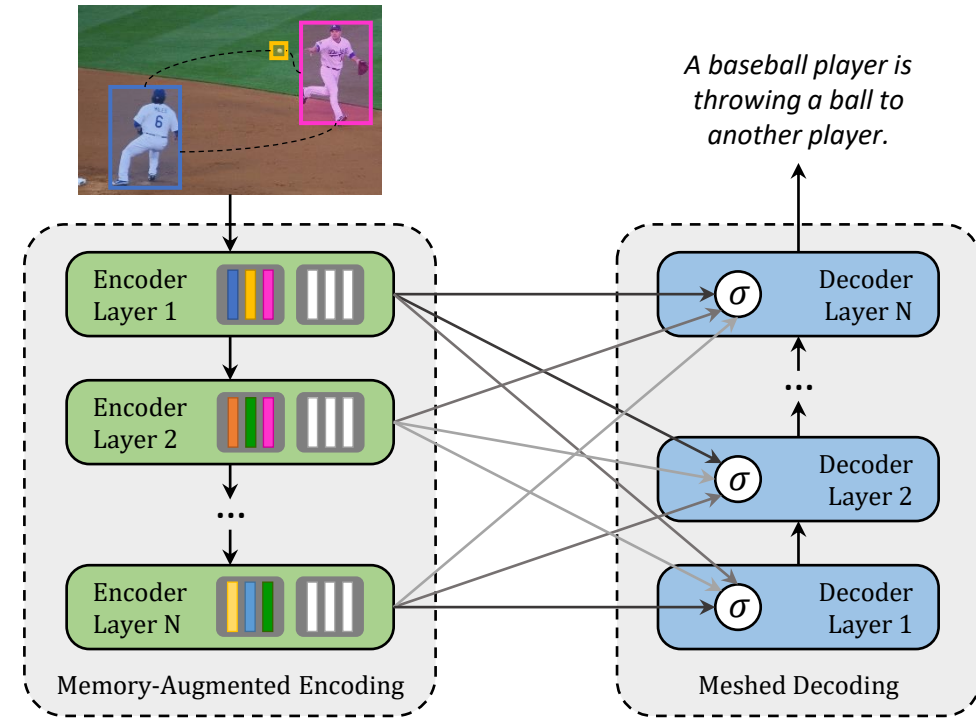 6
A baseball player is
throwing a ball to
another player.
Encoder
Layer 1
Encoder
Layer 2
...
Encoder
Layer N
Memory-Augmented Encoding
σ
Decoder
Layer N
...
σ
Decoder
Layer 2
σ
Decoder
Layer 1
Meshed Decoding